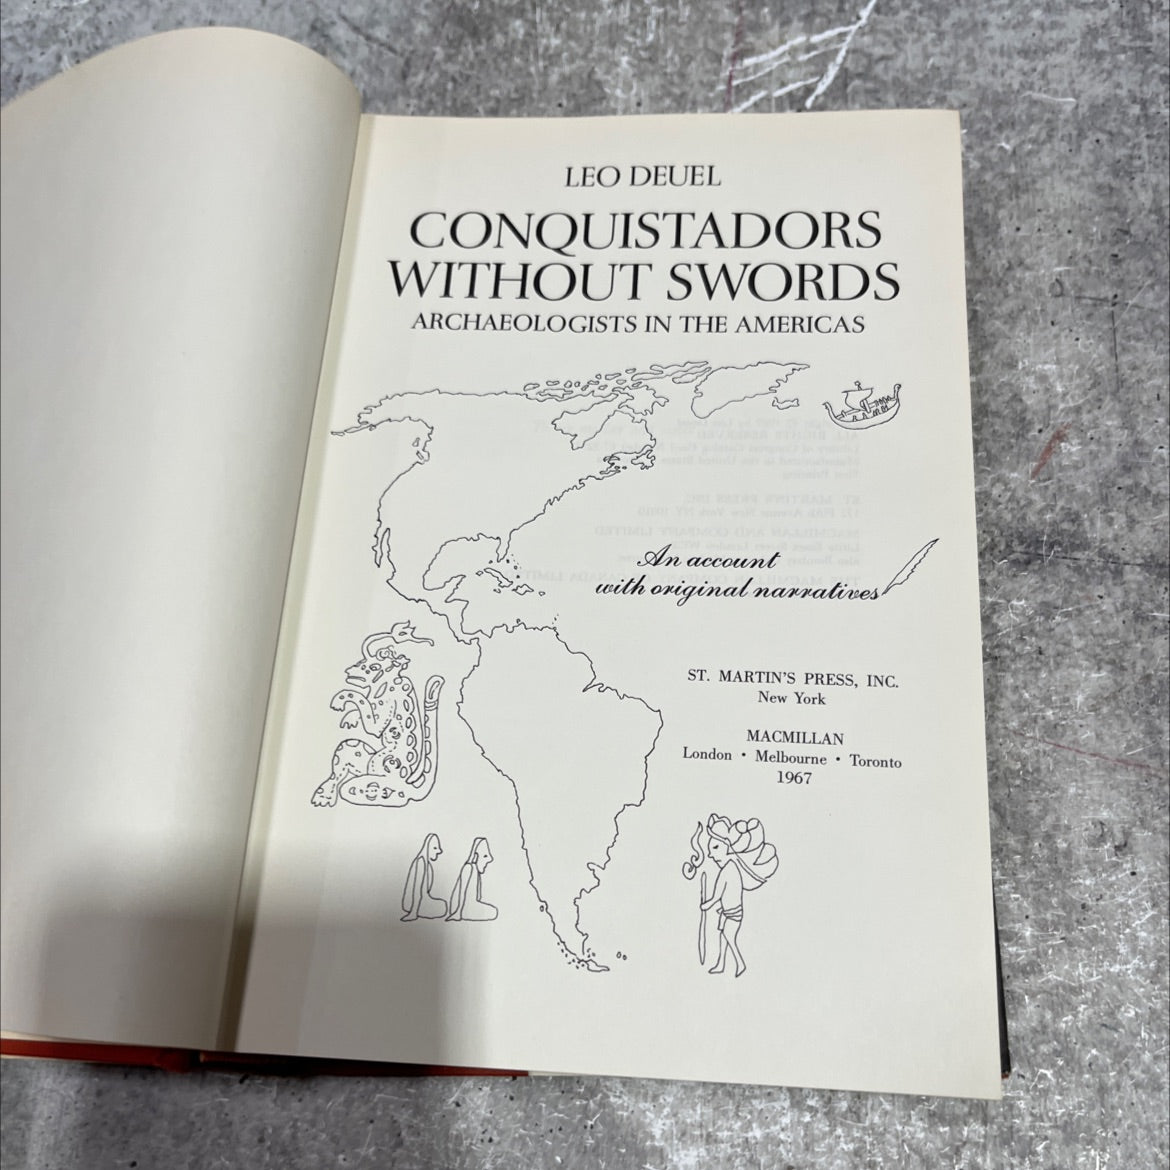 LEO DEUEL
CONQUISTADORS
WITHOUT SWORDS
ARCHAEOLOGISTS IN THE AMERICAS
An account
with original narratives
ST. MARTIN'S PRESS, INC.
New York
MACMILLAN
London • Melbourne • Toronto
1967